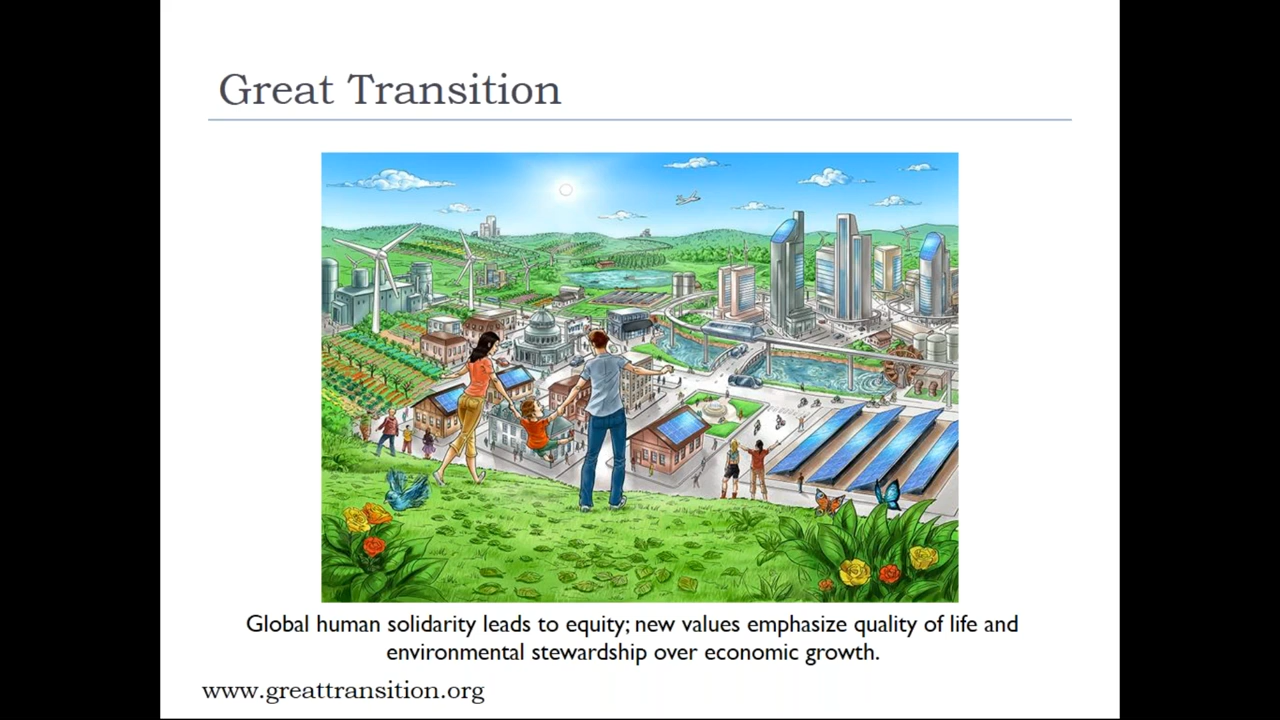 Great Transition
Global human solidarity leads to equity; new values emphasize quality of life and
environmental stewardship over economic growth.
www.greattransition.org